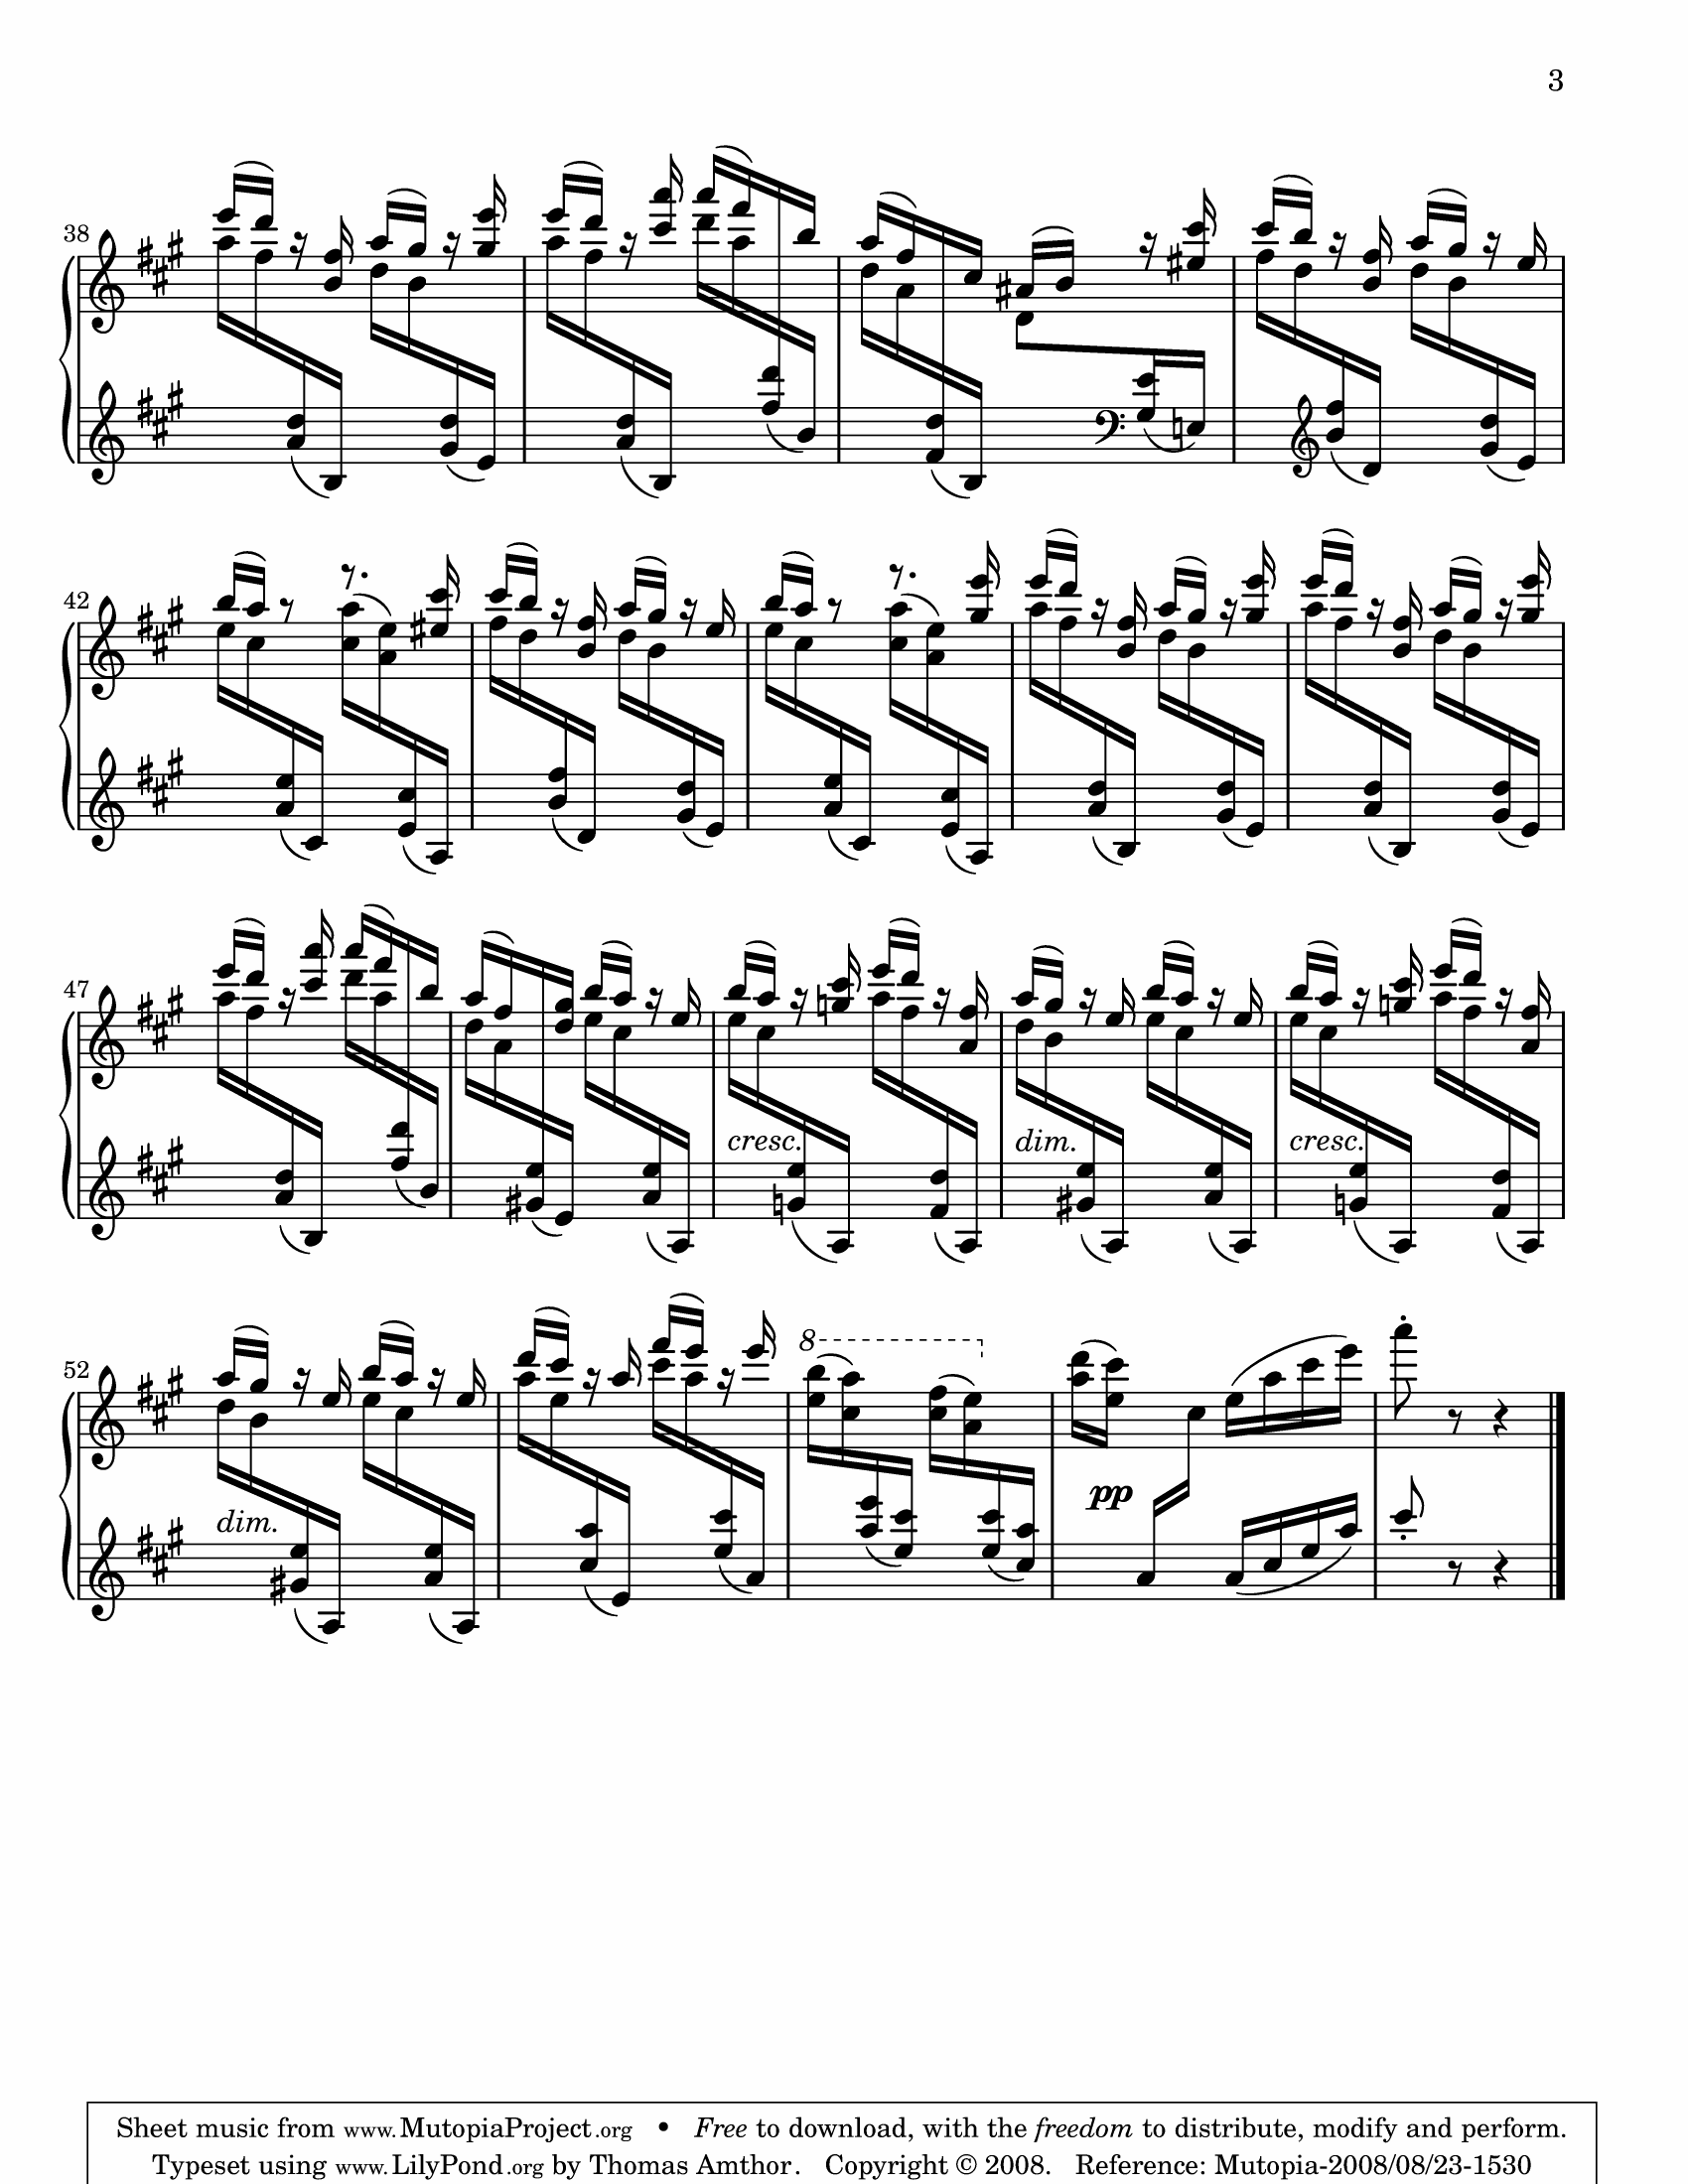 3
38
42
47
cresc. dim. cresc.
52
8
pp
dim.
Sheet music from www.MutopiaProject.org • Free to download, with the freedom to distribute, modify and perform.
Typeset using www.LilyPond.org by Thomas Amthor. Copyright © 2008. Reference: Mutopia-2008/08/23-1530